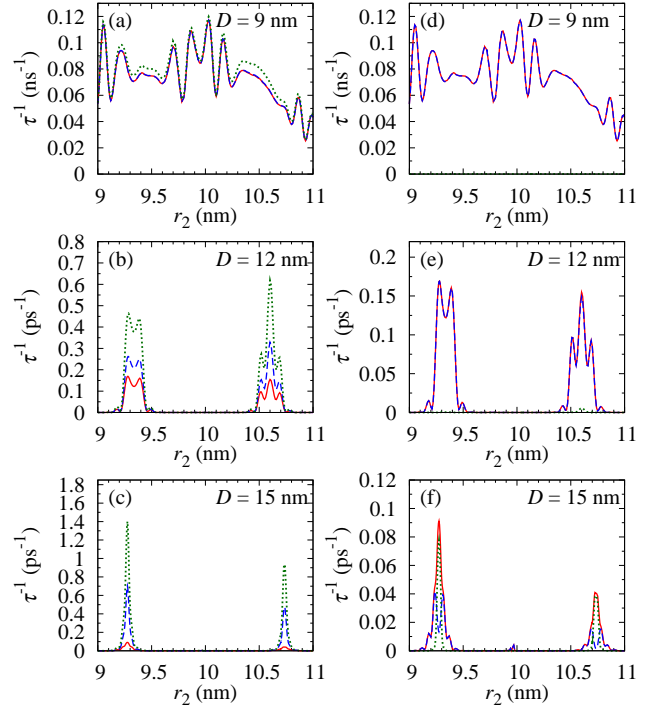 (a) D = 9 nm
0.12
0.1
0.08
0.06
0.04
0.02
0
τ⁻¹ (ns⁻¹)
9 9.5 10 10.5 11
r₂ (nm)
(d) D = 9 nm
0.12
0.1
0.08
0.06
0.04
0.02
0
τ⁻¹ (ns⁻¹)
9 9.5 10 10.5 11
r₂ (nm)
(b) D = 12 nm
0.8
0.7
0.6
0.5
0.4
0.3
0.2
0.1
0
τ⁻¹ (ps⁻¹)
9 9.5 10 10.5 11
r₂ (nm)
(e) D = 12 nm
0.2
0.15
0.1
0.05
0
τ⁻¹ (ps⁻¹)
9 9.5 10 10.5 11
r₂ (nm)
(c) D = 15 nm
1.8
1.6
1.4
1.2
1
0.8
0.6
0.4
0.2
0
τ⁻¹ (ps⁻¹)
9 9.5 10 10.5 11
r₂ (nm)
(f) D = 15 nm
0.12
0.1
0.08
0.06
0.04
0.02
0
τ⁻¹ (ps⁻¹)
9 9.5 10 10.5 11
r₂ (nm)